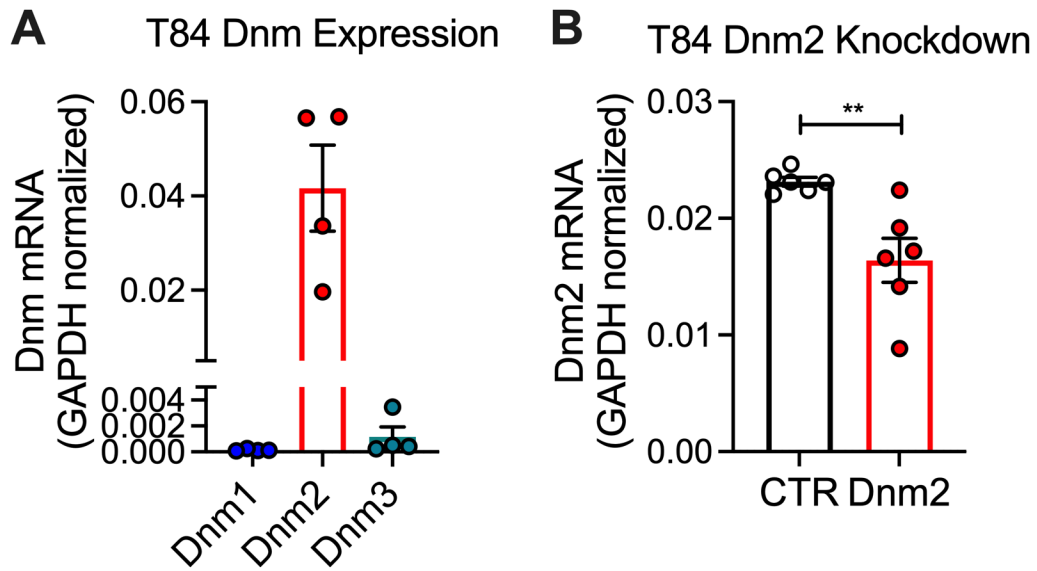 A
T84 Dnm Expression
Dnm mRNA
(GAPDH normalized)
0.06
0.04
0.02
0.004
0.002
0.000
Dnm1
Dnm2
Dnm3
B
T84 Dnm2 Knockdown
Dnm2 mRNA
(GAPDH normalized)
0.03
0.02
0.01
0.00
**
CTR Dnm2